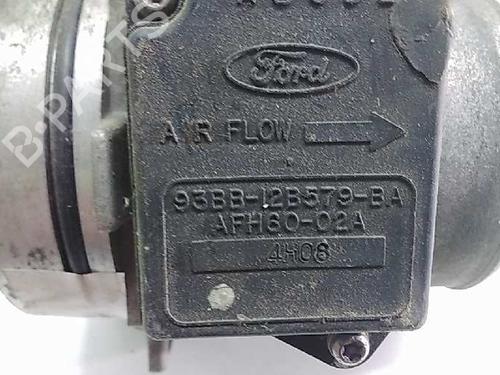 Ford
AIR FLOW
93BB-12B579-BA
AFH60-02A
4H08
B-PARTS